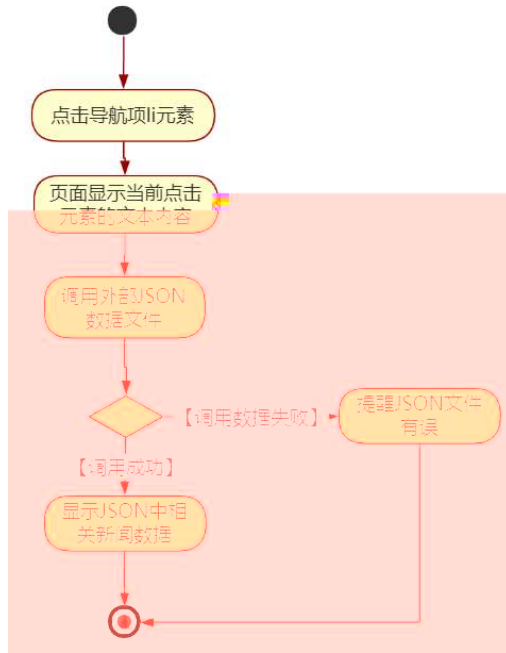 点击导航项li元素
页面显示当前点击
元素的文本内容
调用外部JSON
数据文件
【调用数据失败】
提醒JSON文件
有误
【调用成功】
显示JSON中相
关新闻数据